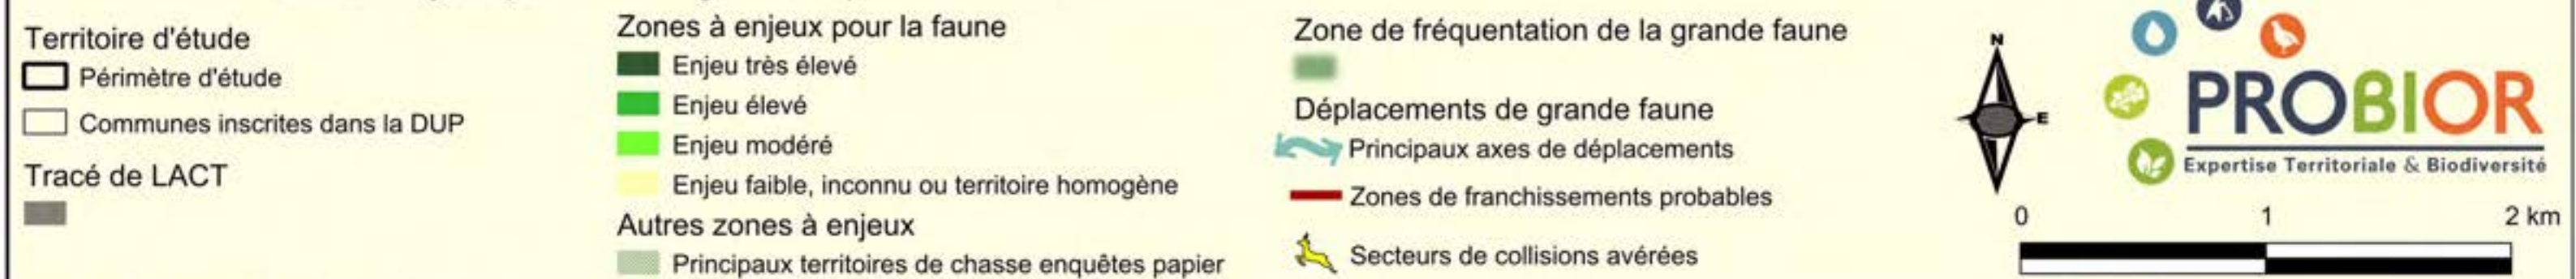 Territoire d'étude
Périmètre d'étude
Communes inscrites dans la DUP
Tracé de LACT
Zones à enjeux pour la faune
Enjeu très élevé
Enjeu élevé
Enjeu modéré
Enjeu faible, inconnu ou territoire homogène
Autres zones à enjeux
Principaux territoires de chasse enquêtes papier
Zone de fréquentation de la grande faune
Déplacements de grande faune
Principaux axes de déplacements
Zones de franchissements probables
Secteurs de collisions avérées
N
E
PROBIOR
Expertise Territoriale & Biodiversité
0 1 2 km